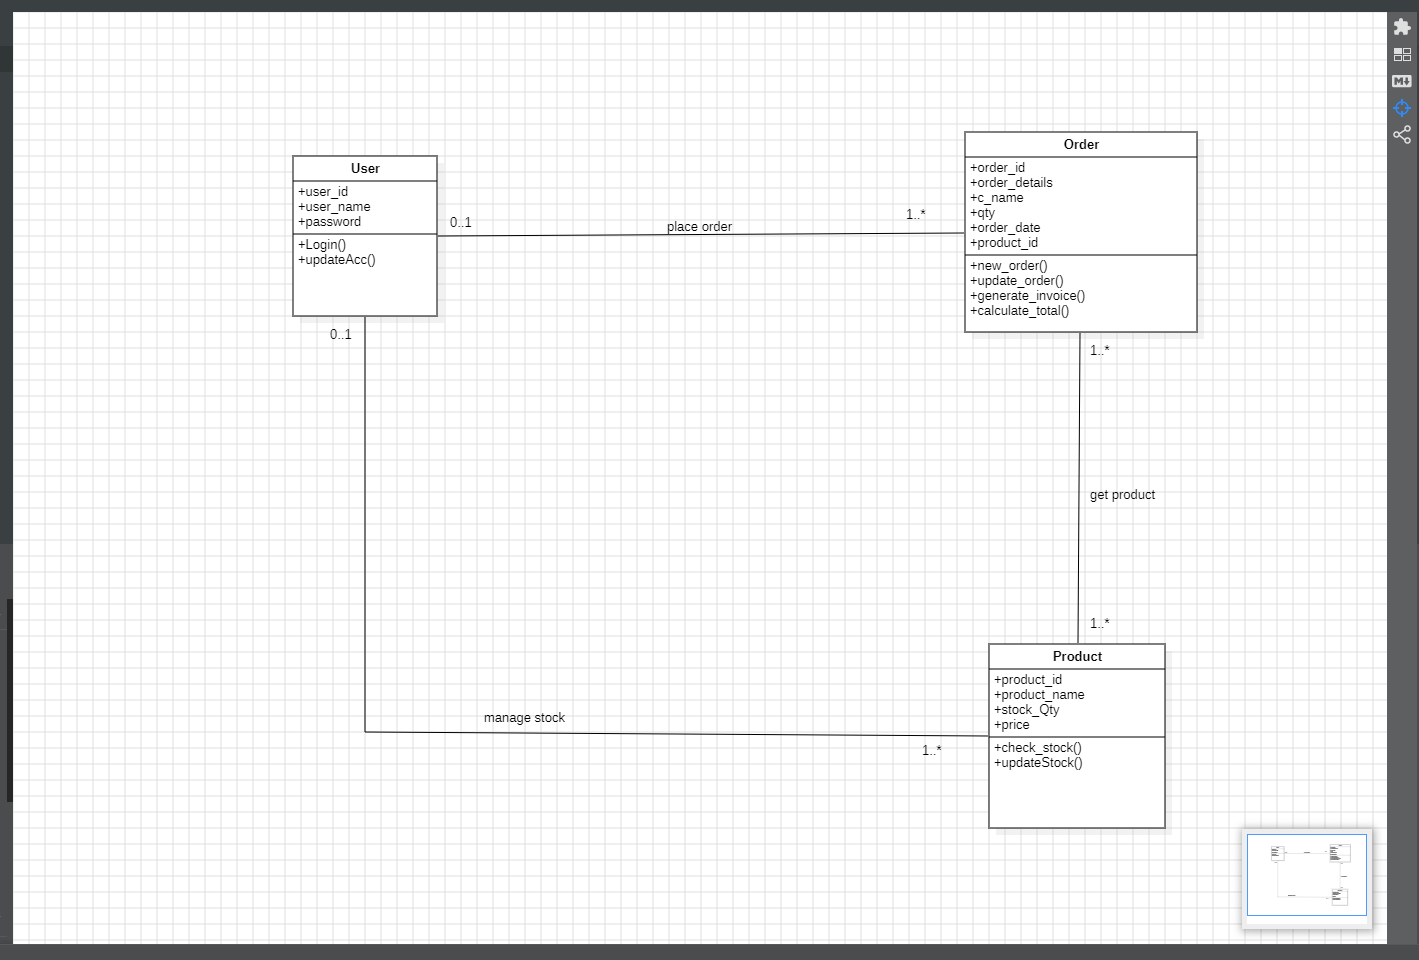 User
+user_id
+user_name
+password
+Login()
+updateAcc()
0..1
place order
1..*
Order
+order_id
+order_details
+c_name
+qty
+order_date
+product_id
+new_order()
+update_order()
+generate_invoice()
+calculate_total()
0..1
1..*
get product
1..*
manage stock
1..*
Product
+product_id
+product_name
+stock_Qty
+price
+check_stock()
+updateStock()
M